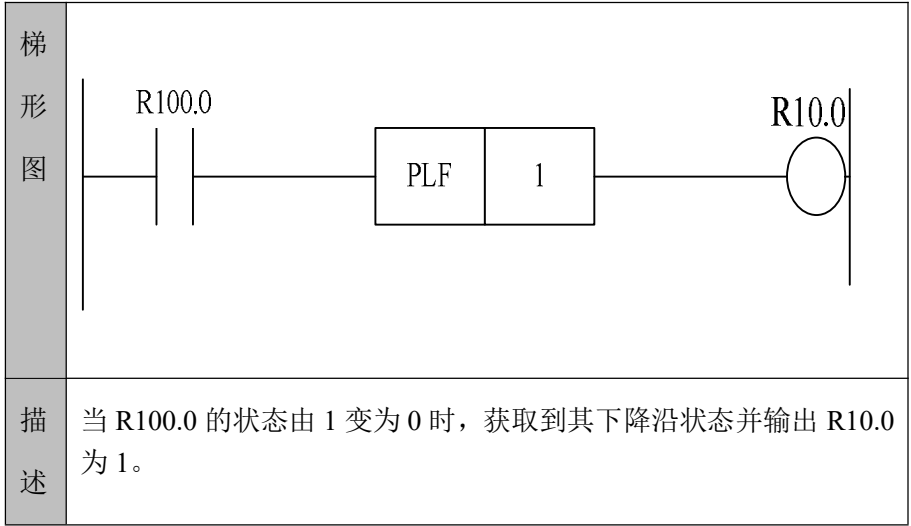 梯
形
图
R100.0
R10.0
PLF 1
描
述
当 R100.0 的状态由 1 变为 0 时，获取到其下降沿状态并输出 R10.0
为 1。